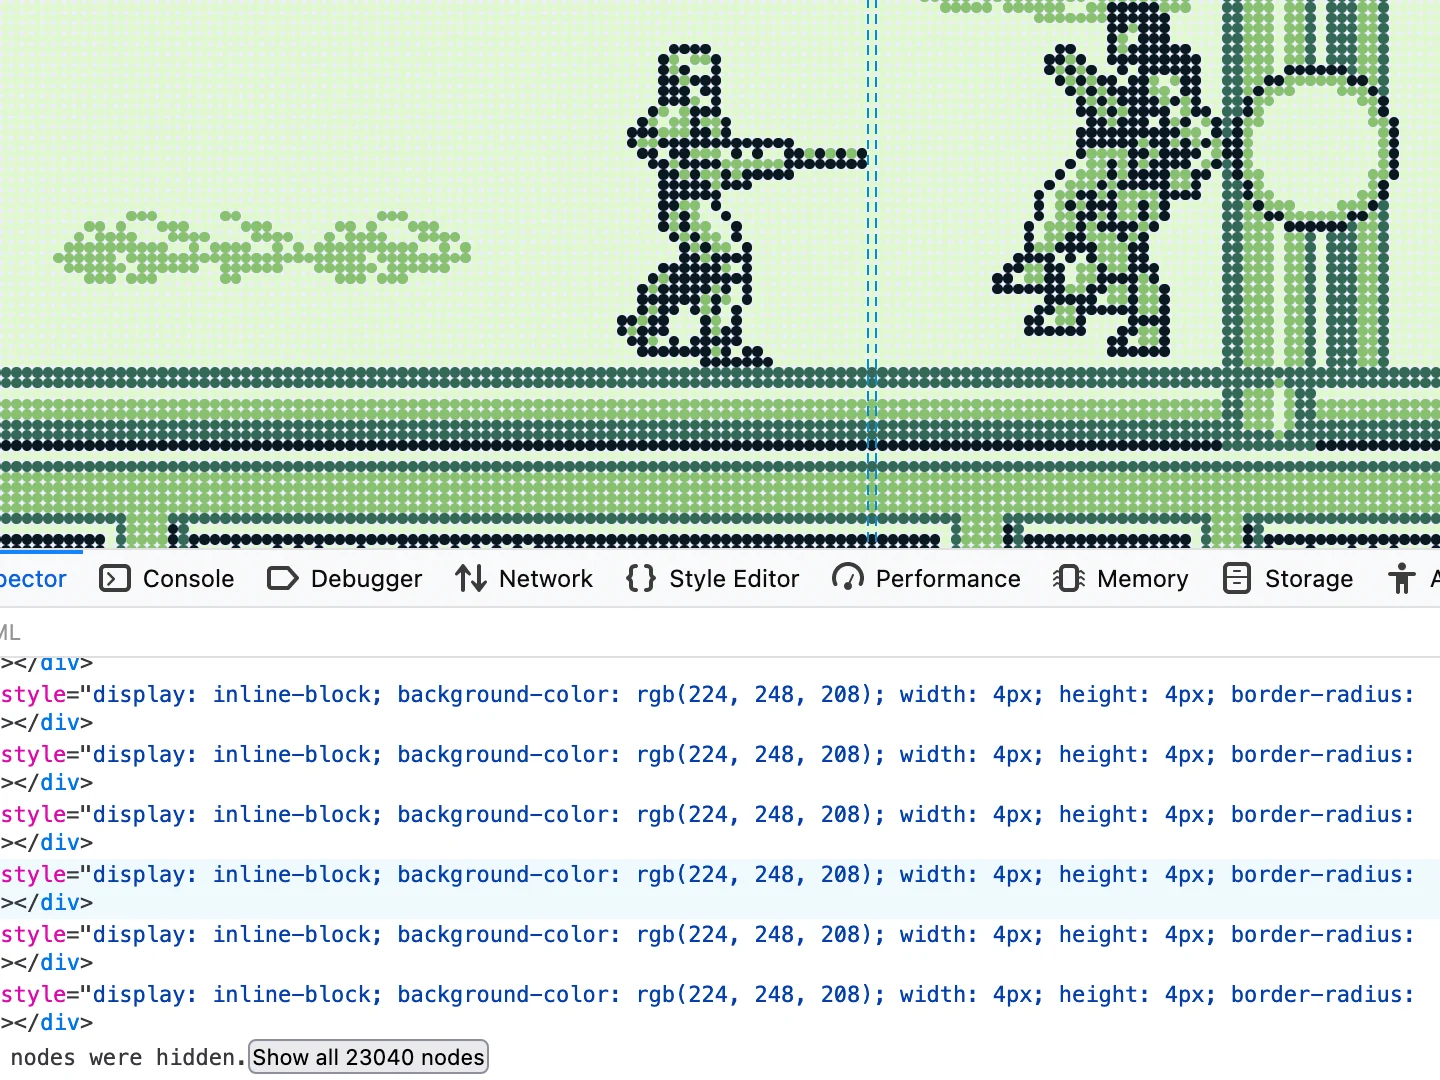 pector Console Debugger Network Style Editor Performance Memory Storage A
ML
></div>
style="display: inline-block; background-color: rgb(224, 248, 208); width: 4px; height: 4px; border-radius:
></div>
style="display: inline-block; background-color: rgb(224, 248, 208); width: 4px; height: 4px; border-radius:
></div>
style="display: inline-block; background-color: rgb(224, 248, 208); width: 4px; height: 4px; border-radius:
></div>
style="display: inline-block; background-color: rgb(224, 248, 208); width: 4px; height: 4px; border-radius:
></div>
style="display: inline-block; background-color: rgb(224, 248, 208); width: 4px; height: 4px; border-radius:
></div>
style="display: inline-block; background-color: rgb(224, 248, 208); width: 4px; height: 4px; border-radius:
></div>
nodes were hidden. Show all 23040 nodes